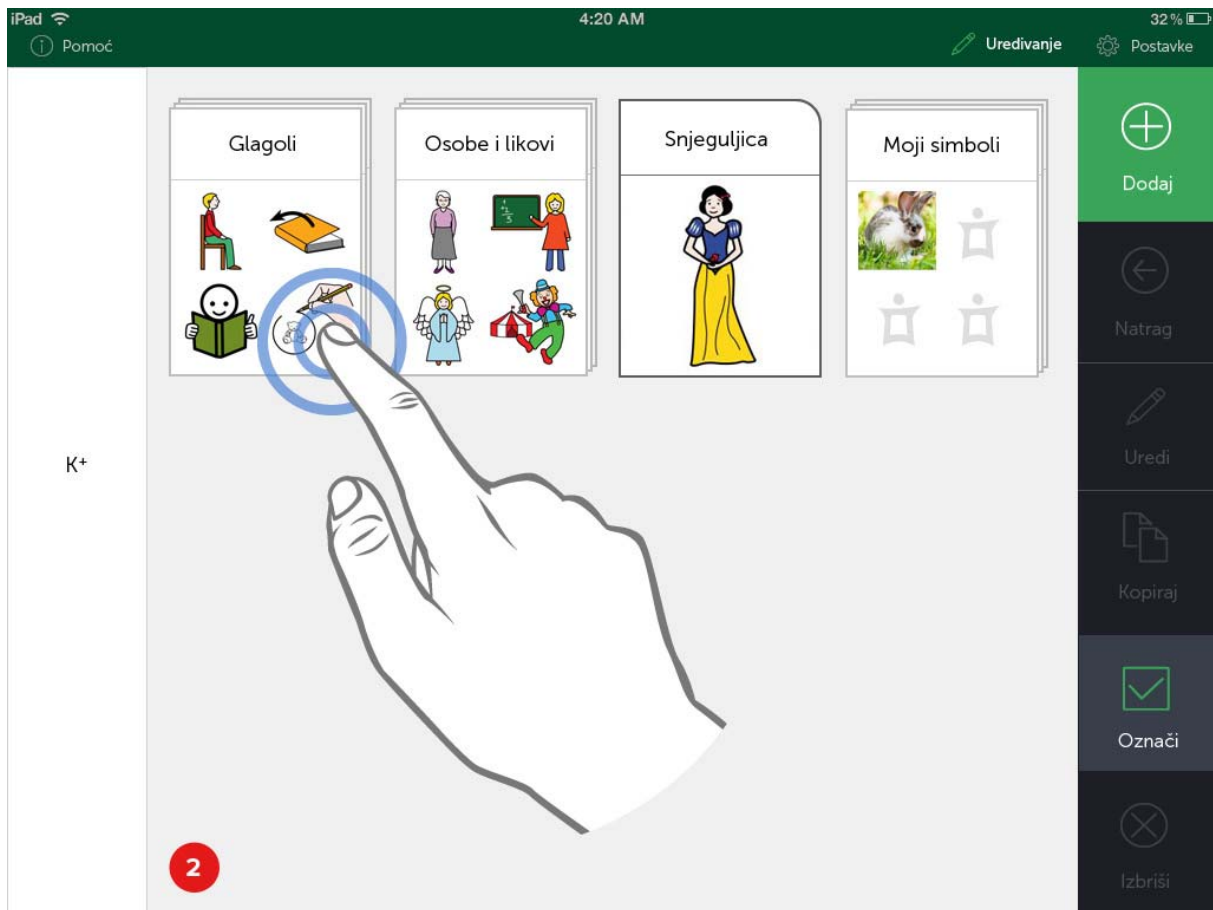 iPad 4:20 AM 32%
Pomoć Uredivanje Postavke
Glagoli
Osobe i likovi
Snjeguljica
Moji simboli
K+
2
Dodaj
Natrag
Uredi
Kopiraj
Označi
Izbriši